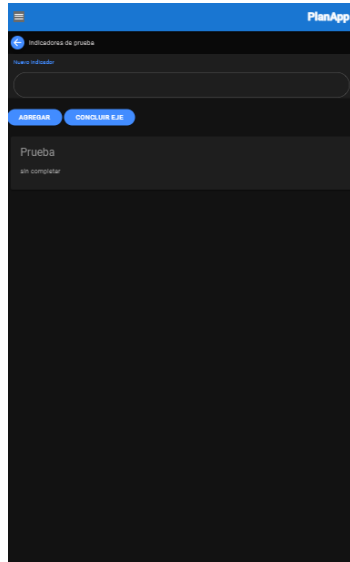 PlanApp
Indicadores de prueba
Nuevo Indicador
AGREGAR CONCLUIR EJE
Prueba
sin completar